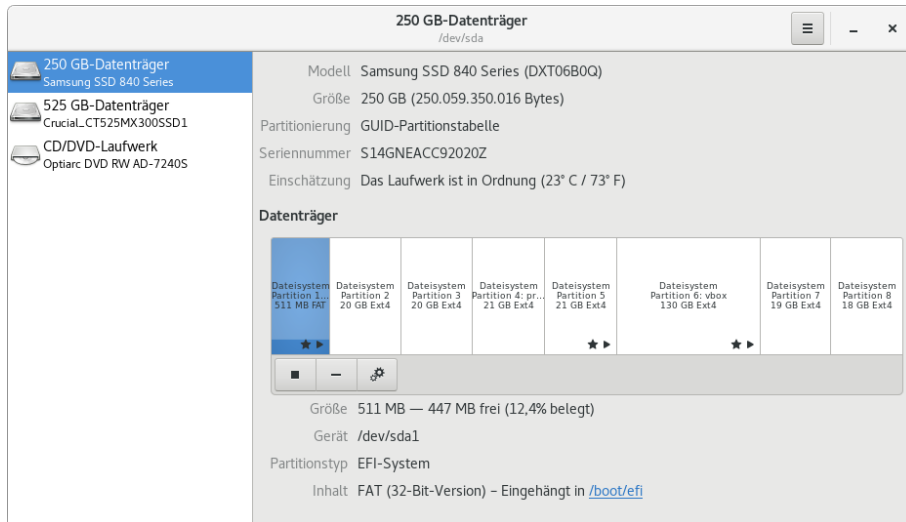 250 GB-Datenträger
/dev/sda
250 GB-Datenträger
Samsung SSD 840 Series
525 GB-Datenträger
Crucial_CT525MX300SSD1
CD/DVD-Laufwerk
Optiarc DVD RW AD-7240S
Modell Samsung SSD 840 Series (DXT06B0Q)
Größe 250 GB (250.059.350.016 Bytes)
Partitionierung GUID-Partitionstabelle
Seriennummer S14GNEACC92020Z
Einschätzung Das Laufwerk ist in Ordnung (23° C / 73° F)
Datenträger
Dateisystem
Partition 1...
511 MB FAT
Dateisystem
Partition 2
20 GB Ext4
Dateisystem
Partition 3
20 GB Ext4
Dateisystem
Partition 4: pr...
21 GB Ext4
Dateisystem
Partition 5
21 GB Ext4
Dateisystem
Partition 6: vbox
130 GB Ext4
Dateisystem
Partition 7
19 GB Ext4
Dateisystem
Partition 8
18 GB Ext4
Größe 511 MB — 447 MB frei (12,4% belegt)
Gerät /dev/sda1
Partitionstyp EFI-System
Inhalt FAT (32-Bit-Version) – Eingehängt in /boot/efi